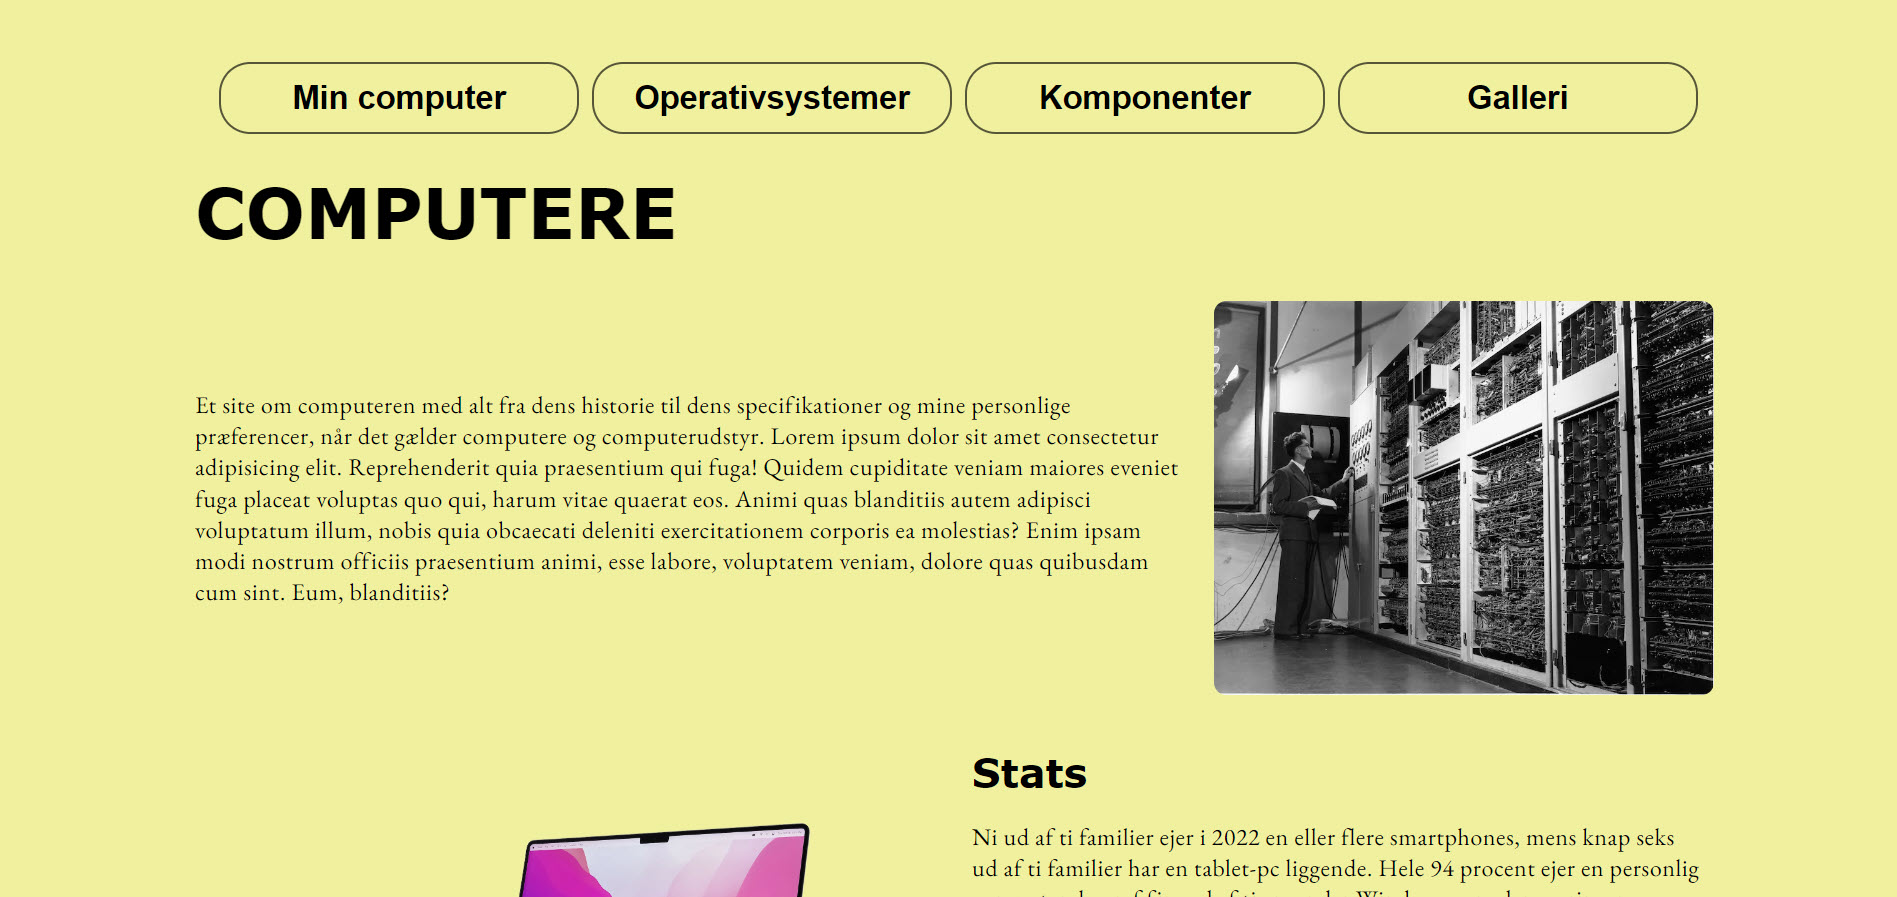 Min computer
Operativsystemer
Komponenter
Galleri
COMPUTERE
Et site om computeren med alt fra dens historie til dens specifikationer og mine personlige
præferencer, når det gælder computere og computerudstyr. Lorem ipsum dolor sit amet consectetur
adipisicing elit. Reprehenderit quia praesentium qui fuga! Quidem cupiditate veniam maiores eveniet
fuga placeat voluptas quo qui, harum vitae quaerat eos. Animi quas blanditiis autem adipisci
voluptatum illum, nobis quia obcaecati deleniti exercitationem corporis ea molestias? Enim ipsam
modi nostrum officiis praesentium animi, esse labore, voluptatem veniam, dolore quas quibusdam
cum sint. Eum, blanditiis?
Stats
Ni ud af ti familier ejer i 2022 en eller flere smartphones, mens knap seks
ud af ti familier har en tablet-pc liggende. Hele 94 procent ejer en personlig